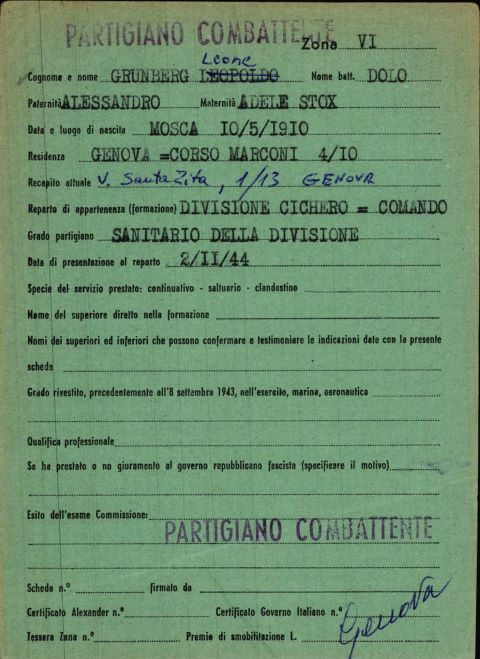 PARTIGIANO COMBATTENTE
Zona VI
Leone
Cognome e nome GRUNBERG LEOPOLDO Nome batt. DOLO
Paternità ALESSANDRO Maternità ADELE STOX
Data e luogo di nascita MOSCA IO/5/I9IO
Residenza GENOVA =CORSO MARCONI 4/IO
Recapito attuale V. Santa Zita, 1/13 GENOVA
Reparto di appartenenza (formazione) DIVISIONE CICHERO = COMANDO
Grado partigiano SANITARIO DELLA DIVISIONE
Data di presentazione al reparto 2/II/44
Specie del servizio prestato: continuativo - saltuario - clandestino
Name del superiore diretto nella formazione
Nomi dei superiori ed inferiori che possono confermare e testimoniare le indicazioni date con la presente
scheda
Grado rivestito, precedentemente all'8 settembre 1943, nell'esercito, marina, aeronautica
Qualifica professionale
Se ha prestato o no giuramento al governo repubblicano fascista (specificare il motivo)
Esito dell'esame Commissione:
PARTIGIANO COMBATTENTE
Scheda n.º firmato da
Certificato Alexander n.º Certificato Governo Italiano n.º
Tessera Zona n.º Premio di smobilitazione L.
Genova